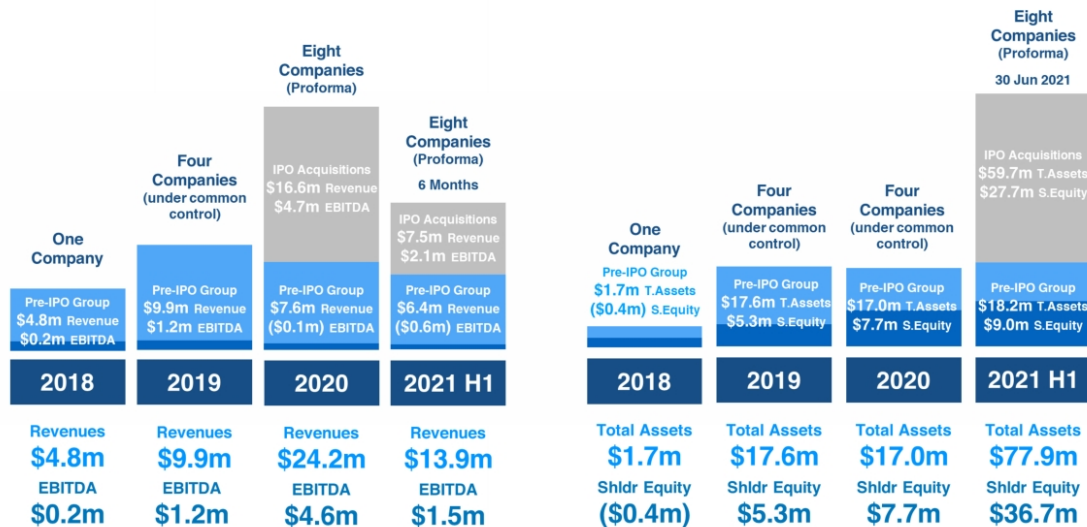 One
Company
Pre-IPO Group
$4.8m Revenue
$0.2m EBITDA
2018
Revenues
$4.8m
EBITDA
$0.2m
Four
Companies
(under common
control)
Pre-IPO Group
$9.9m Revenue
$1.2m EBITDA
2019
Revenues
$9.9m
EBITDA
$1.2m
Eight
Companies
(Proforma)
IPO Acquisitions
$16.6m Revenue
$4.7m EBITDA
Pre-IPO Group
$7.6m Revenue
($0.1m) EBITDA
2020
Revenues
$24.2m
EBITDA
$4.6m
Eight
Companies
(Proforma)
6 Months
IPO Acquisitions
$7.5m Revenue
$2.1m EBITDA
Pre-IPO Group
$6.4m Revenue
($0.6m) EBITDA
2021 H1
Revenues
$13.9m
EBITDA
$1.5m
One
Company
Pre-IPO Group
$1.7m T.Assets
($0.4m) S.Equity
2018
Total Assets
$1.7m
Shldr Equity
($0.4m)
Four
Companies
(under common
control)
Pre-IPO Group
$17.6m T.Assets
$5.3m S.Equity
2019
Total Assets
$17.6m
Shldr Equity
$5.3m
Four
Companies
(under common
control)
Pre-IPO Group
$17.0m T.Assets
$7.7m S.Equity
2020
Total Assets
$17.0m
Shldr Equity
$7.7m
Eight
Companies
(Proforma)
30 Jun 2021
IPO Acquisitions
$59.7m T.Assets
$27.7m S.Equity
Pre-IPO Group
$18.2m T.Assets
$9.0m S.Equity
2021 H1
Total Assets
$77.9m
Shldr Equity
$36.7m